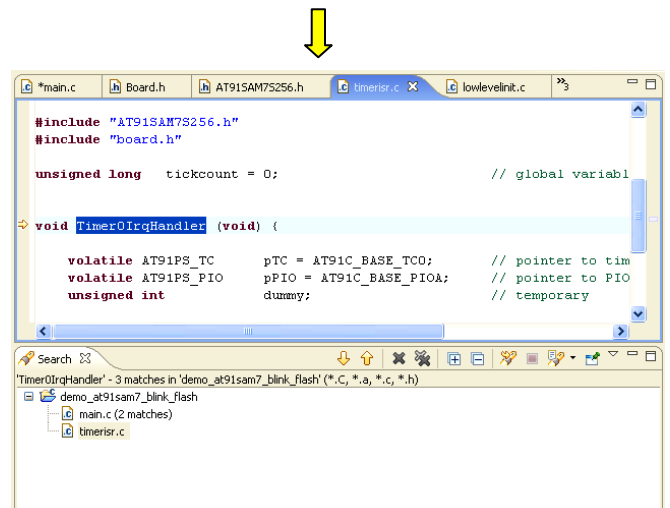 *main.c Board.h AT91SAM7S256.h timerisr.c lowlevelinit.c 3
#include "AT91SAM7S256.h"
#include "board.h"
unsigned long tickcount = 0; // global variabl
void Timer0IrqHandler (void) {
volatile AT91PS_TC pTC = AT91C_BASE_TC0; // pointer to tim
volatile AT91PS_PIO pPIO = AT91C_BASE_PIOA; // pointer to PIO
unsigned int dummy; // temporary
Search
'Timer0IrqHandler' - 3 matches in 'demo_at91sam7_blink_flash' (*.C, *.a, *.c, *.h)
demo_at91sam7_blink_flash
main.c (2 matches)
timerisr.c